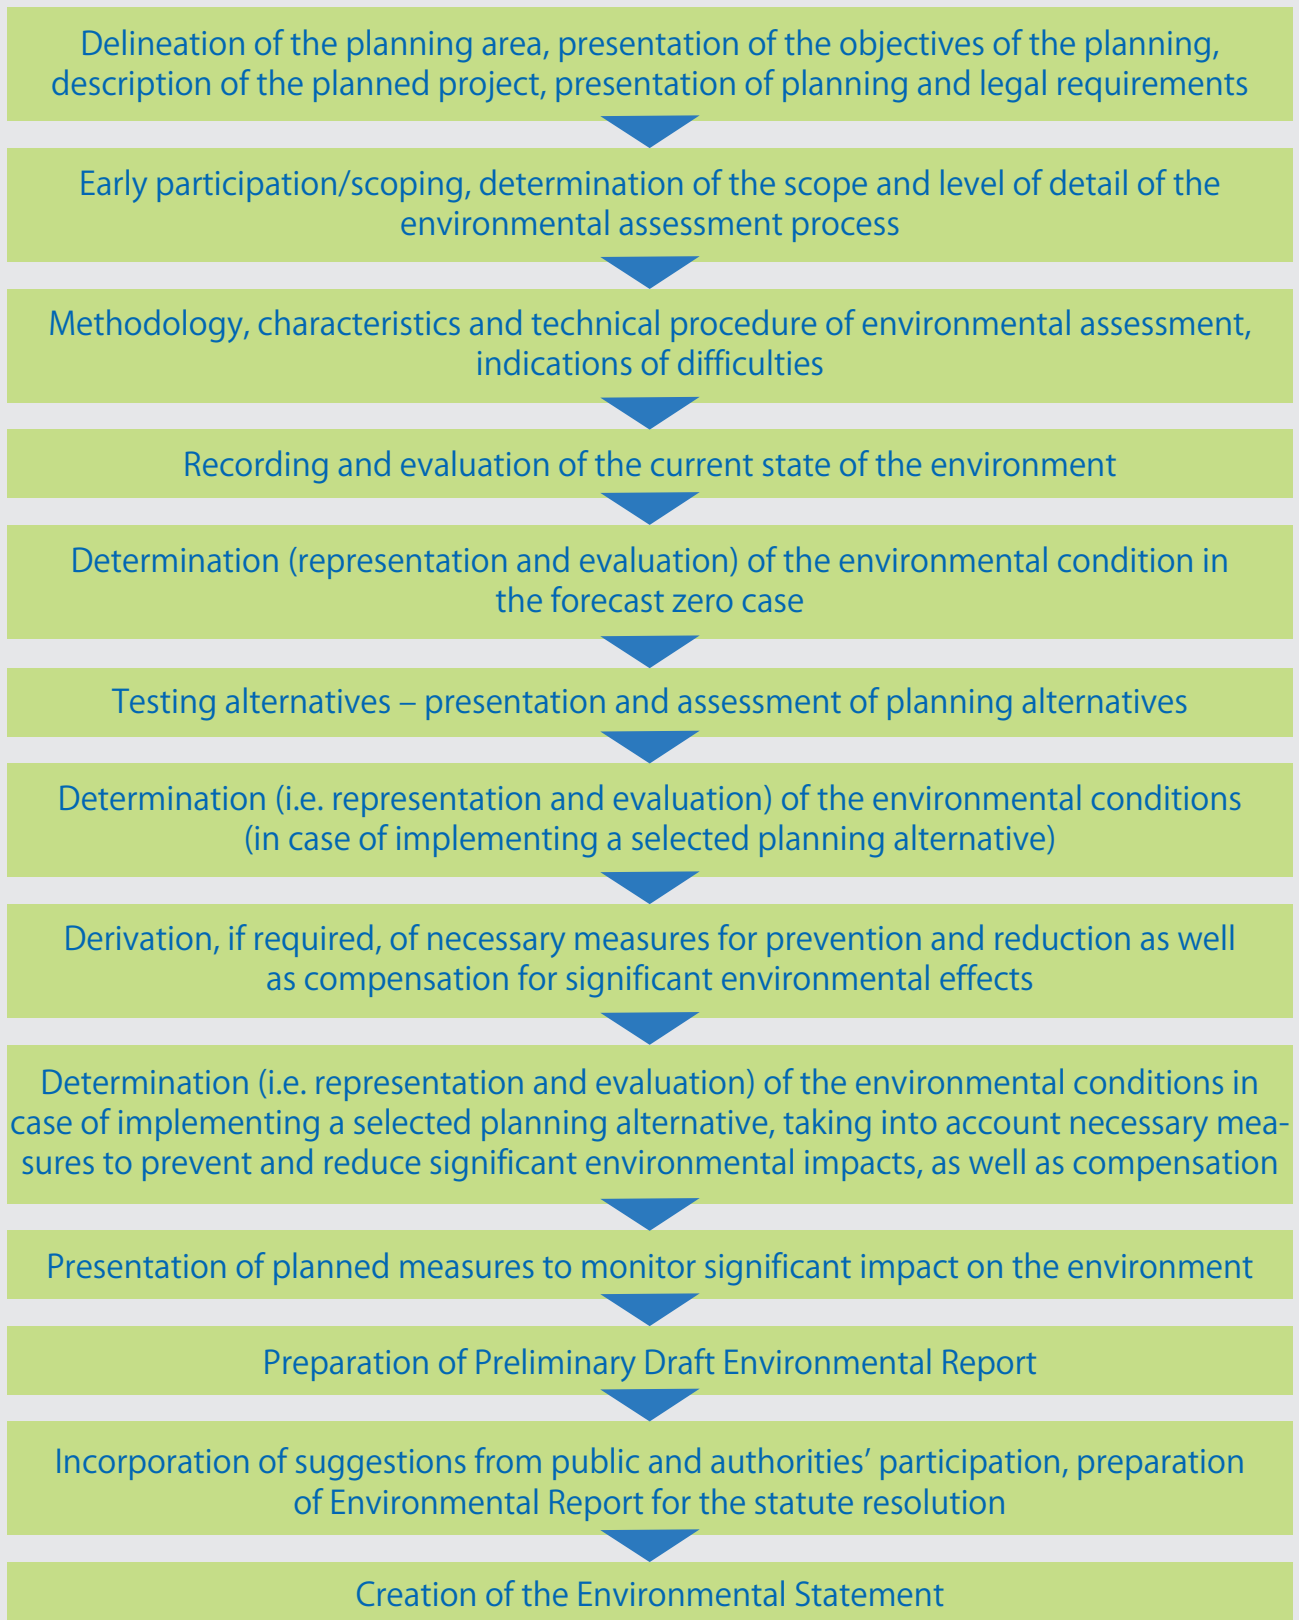 Delineation of the planning area, presentation of the objectives of the planning,
description of the planned project, presentation of planning and legal requirements
Early participation/scoping, determination of the scope and level of detail of the
environmental assessment process
Methodology, characteristics and technical procedure of environmental assessment,
indications of difficulties
Recording and evaluation of the current state of the environment
Determination (representation and evaluation) of the environmental condition in
the forecast zero case
Testing alternatives – presentation and assessment of planning alternatives
Determination (i.e. representation and evaluation) of the environmental conditions
(in case of implementing a selected planning alternative)
Derivation, if required, of necessary measures for prevention and reduction as well
as compensation for significant environmental effects
Determination (i.e. representation and evaluation) of the environmental conditions in
case of implementing a selected planning alternative, taking into account necessary mea-
sures to prevent and reduce significant environmental impacts, as well as compensation
Presentation of planned measures to monitor significant impact on the environment
Preparation of Preliminary Draft Environmental Report
Incorporation of suggestions from public and authorities’ participation, preparation
of Environmental Report for the statute resolution
Creation of the Environmental Statement